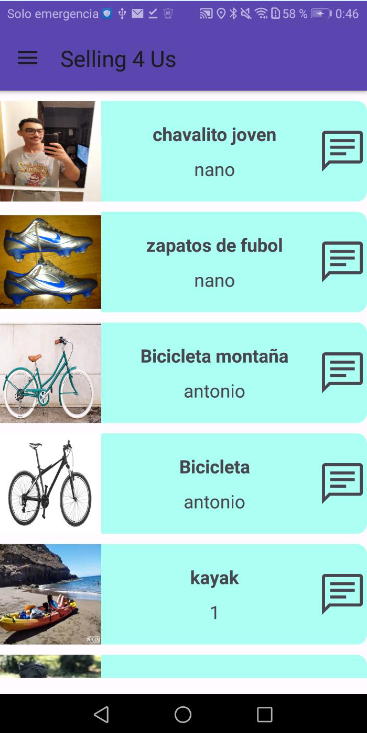 Solo emergencia 58 % 0:46
Selling 4 Us
chavalito joven
nano
zapatos de fubol
nano
Bicicleta montaña
antonio
Bicicleta
antonio
kayak
1